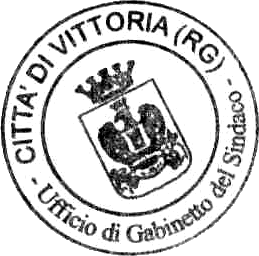 CITTA' DI VITTORIA (RG)
- Ufficio di Gabinetto del Sindaco -